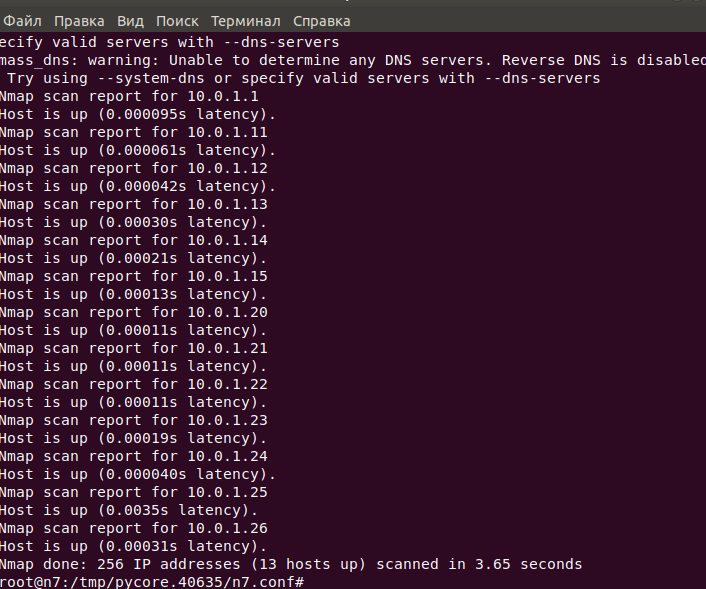 Файл Правка Вид Поиск Терминал Справка
ecify valid servers with --dns-servers
mass_dns: warning: Unable to determine any DNS servers. Reverse DNS is disabled
Try using --system-dns or specify valid servers with --dns-servers
Nmap scan report for 10.0.1.1
Host is up (0.000095s latency).
Nmap scan report for 10.0.1.11
Host is up (0.000061s latency).
Nmap scan report for 10.0.1.12
Host is up (0.000042s latency).
Nmap scan report for 10.0.1.13
Host is up (0.00030s latency).
Nmap scan report for 10.0.1.14
Host is up (0.00021s latency).
Nmap scan report for 10.0.1.15
Host is up (0.00013s latency).
Nmap scan report for 10.0.1.20
Host is up (0.00011s latency).
Nmap scan report for 10.0.1.21
Host is up (0.00011s latency).
Nmap scan report for 10.0.1.22
Host is up (0.00011s latency).
Nmap scan report for 10.0.1.23
Host is up (0.00019s latency).
Nmap scan report for 10.0.1.24
Host is up (0.000040s latency).
Nmap scan report for 10.0.1.25
Host is up (0.0035s latency).
Nmap scan report for 10.0.1.26
Host is up (0.00031s latency).
Nmap done: 256 IP addresses (13 hosts up) scanned in 3.65 seconds
root@n7:/tmp/pycore.40635/n7.conf#